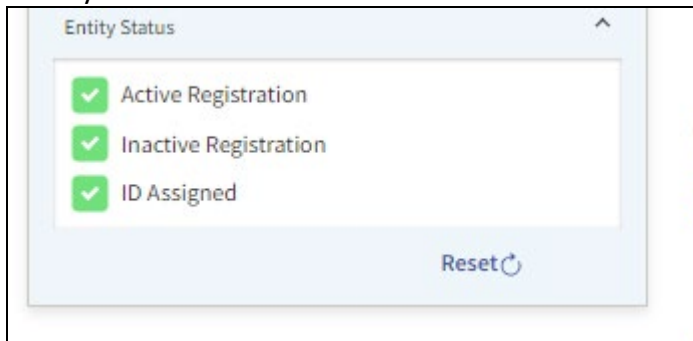 Entity Status
Active Registration
Inactive Registration
ID Assigned
Reset